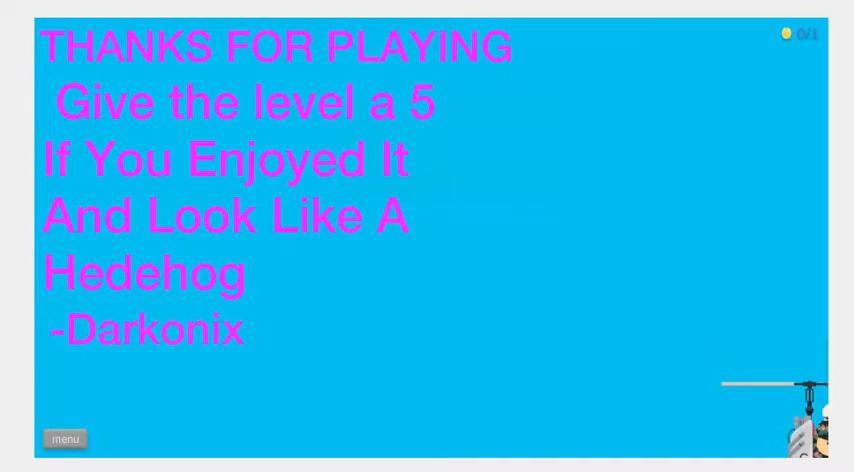 THANKS FOR PLAYING
Give the level a 5
If You Enjoyed It
And Look Like A
Hedehog
-Darkonix
0/1
menu